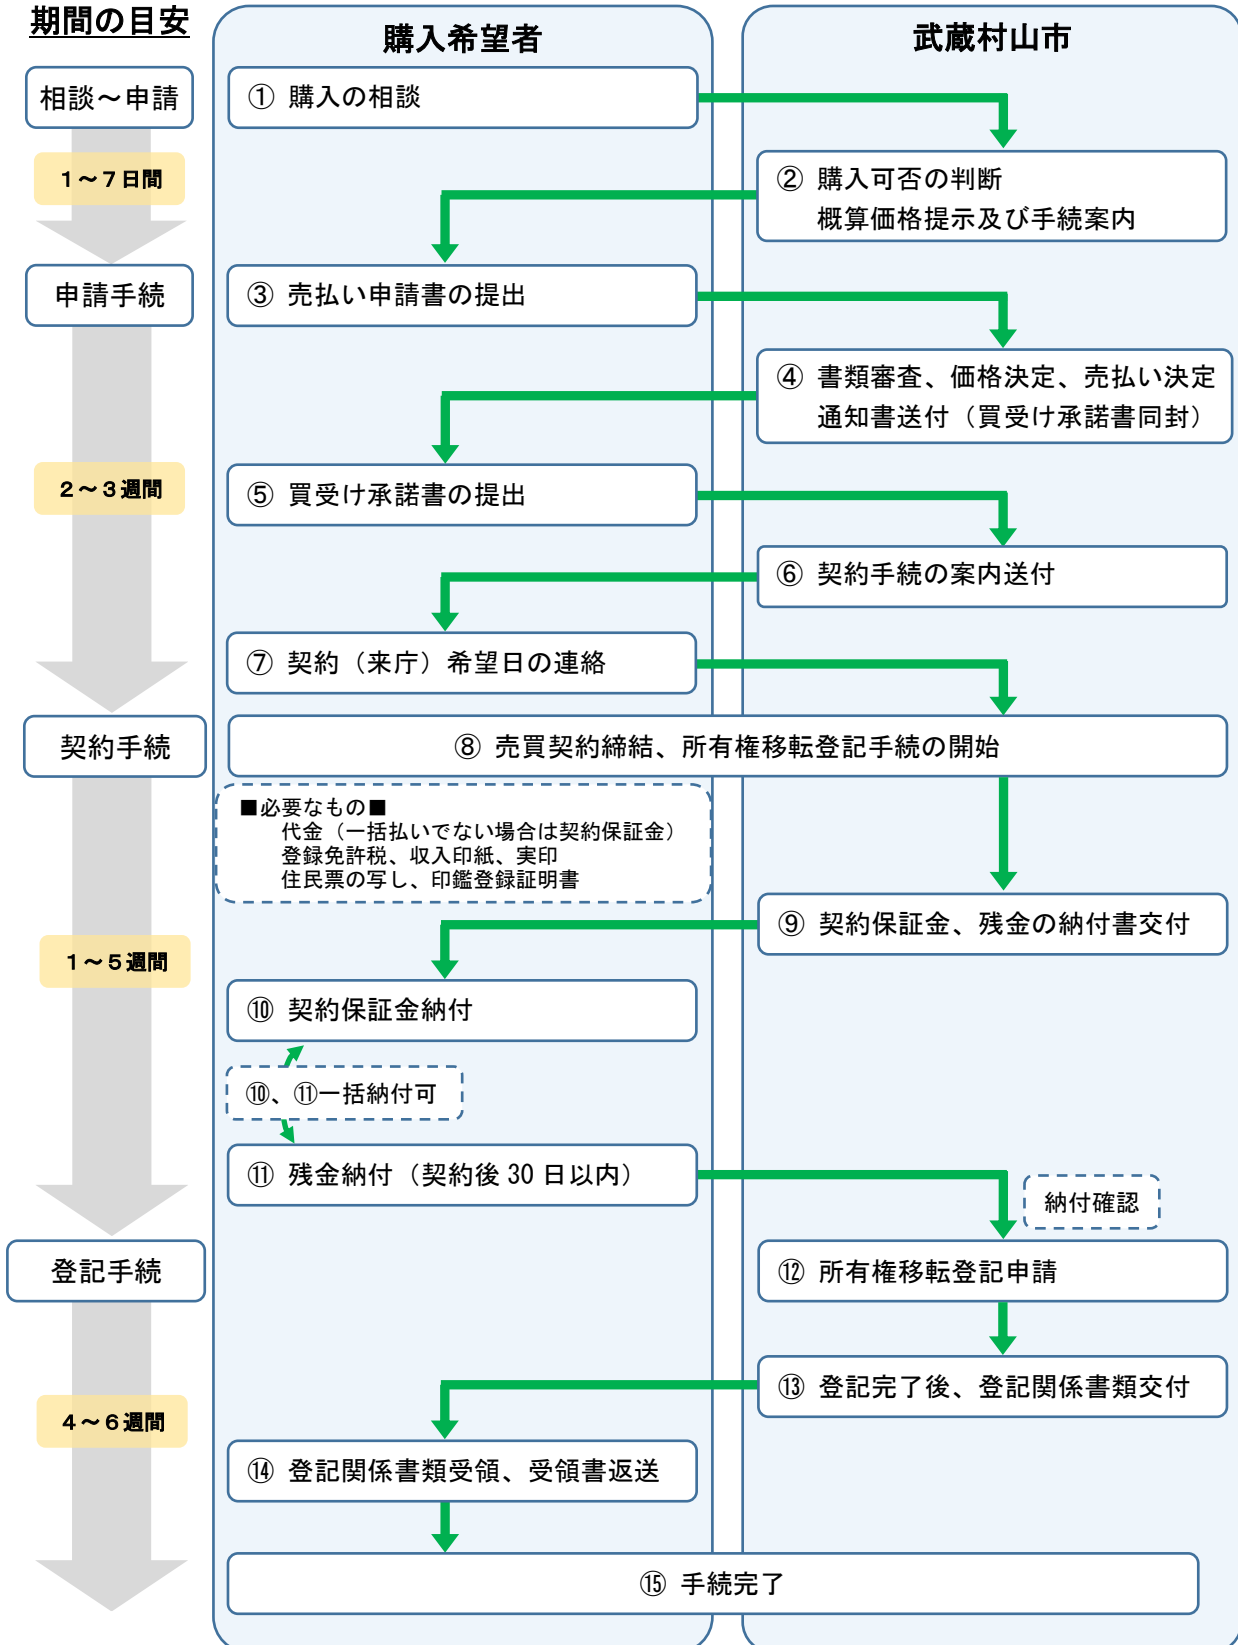 期間の目安
購入希望者
武蔵村山市
相談～申請
① 購入の相談
１～７日間
② 購入可否の判断
概算価格提示及び手続案内
申請手続
③ 売払い申請書の提出
④ 書類審査、価格決定、売払い決定
通知書送付（買受け承諾書同封）
２～３週間
⑤ 買受け承諾書の提出
⑥ 契約手続の案内送付
⑦ 契約（来庁）希望日の連絡
契約手続
⑧ 売買契約締結、所有権移転登記手続の開始
■必要なもの■
代金（一括払いでない場合は契約保証金）
登録免許税、収入印紙、実印
住民票の写し、印鑑登録証明書
⑨ 契約保証金、残金の納付書交付
１～５週間
⑩ 契約保証金納付
⑩、⑪一括納付可
⑪ 残金納付（契約後 30 日以内）
納付確認
登記手続
⑫ 所有権移転登記申請
⑬ 登記完了後、登記関係書類交付
４～６週間
⑭ 登記関係書類受領、受領書返送
⑮ 手続完了